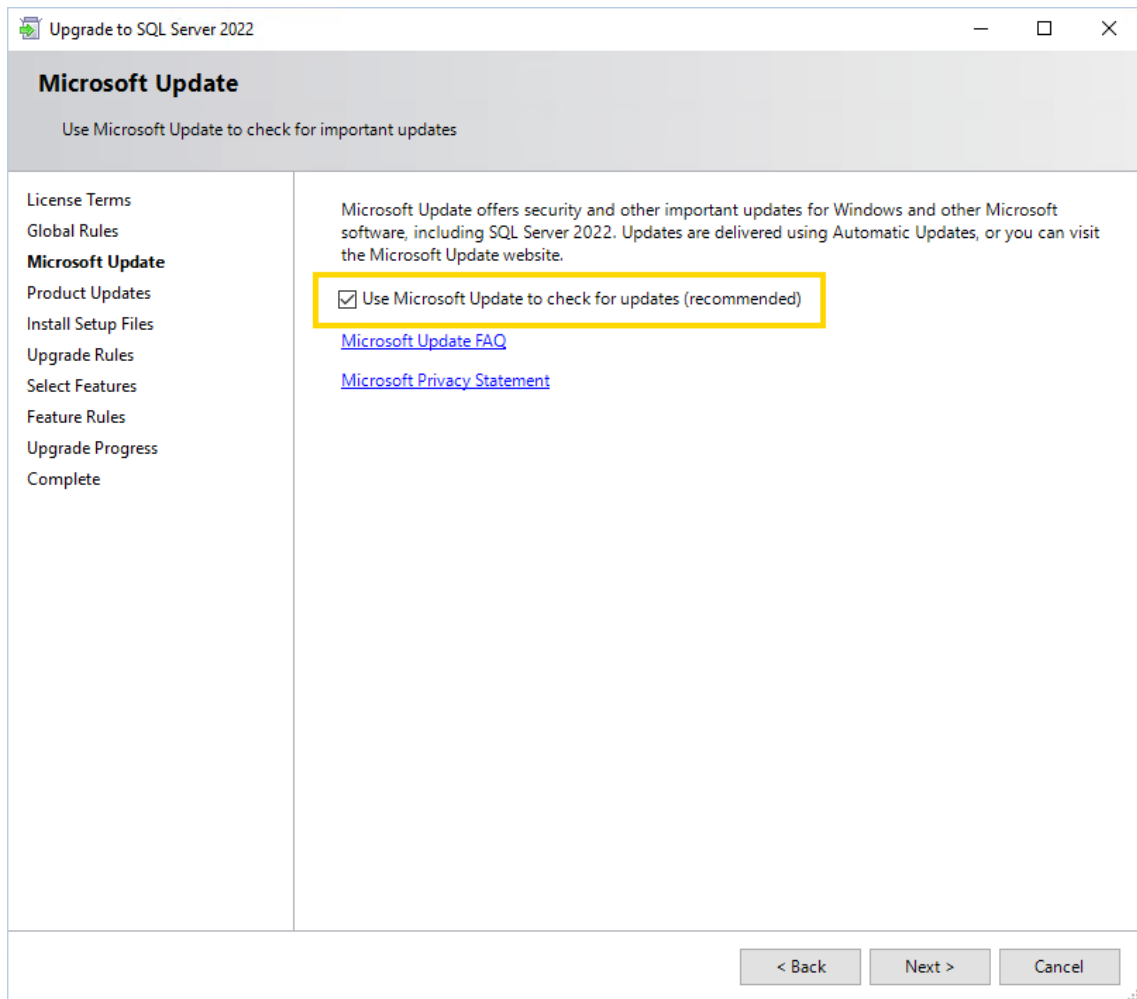 Upgrade to SQL Server 2022
Microsoft Update
Use Microsoft Update to check for important updates
License Terms
Global Rules
Microsoft Update
Product Updates
Install Setup Files
Upgrade Rules
Select Features
Feature Rules
Upgrade Progress
Complete
Microsoft Update offers security and other important updates for Windows and other Microsoft
software, including SQL Server 2022. Updates are delivered using Automatic Updates, or you can visit
the Microsoft Update website.
Use Microsoft Update to check for updates (recommended)
Microsoft Update FAQ
Microsoft Privacy Statement
< Back
Next >
Cancel